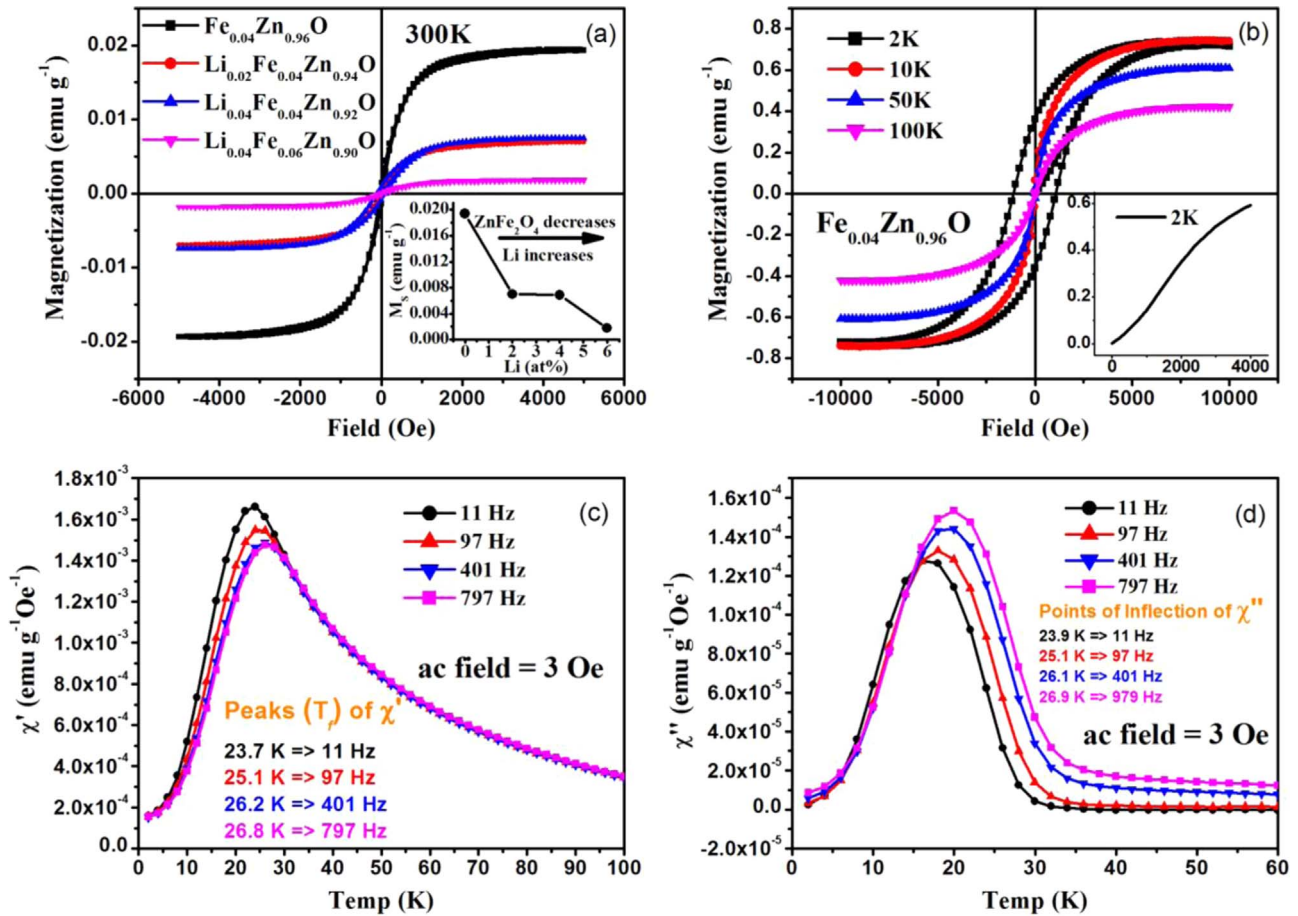 (a)
300K
Fe0.04Zn0.96O
Li0.02Fe0.04Zn0.94O
Li0.04Fe0.04Zn0.92O
Li0.04Fe0.06Zn0.90O
Magnetization (emu g-1)
0.02
0.01
0.00
-0.01
-0.02
-6000 -4000 -2000 0 2000 4000 6000
Field (Oe)
ZnFe2O4 decreases
Li increases
MS (emu g-1)
0.020
0.016
0.012
0.008
0.004
0.000
0 1 2 3 4 5 6
Li (at%)
(b)
2K
10K
50K
100K
Magnetization (emu g-1)
0.8
0.6
0.4
0.2
0.0
-0.2
-0.4
-0.6
-0.8
Fe0.04Zn0.96O
-10000 -5000 0 5000 10000
Field (Oe)
2K
0.6
0.4
0.2
0.0
0 2000 4000
(c)
11 Hz
97 Hz
401 Hz
797 Hz
ac field = 3 Oe
χ' (emu g-1Oe-1)
1.8x10-3
1.6x10-3
1.4x10-3
1.2x10-3
1.0x10-3
8.0x10-4
6.0x10-4
4.0x10-4
2.0x10-4
0.0
Peaks (Tf) of χ'
23.7 K => 11 Hz
25.1 K => 97 Hz
26.2 K => 401 Hz
26.8 K => 797 Hz
0 10 20 30 40 50 60 70 80 90 100
Temp (K)
(d)
11 Hz
97 Hz
401 Hz
797 Hz
Points of Inflection of χ''
23.9 K => 11 Hz
25.1 K => 97 Hz
26.1 K => 401 Hz
26.9 K => 979 Hz
ac field = 3 Oe
χ'' (emu g-1Oe-1)
1.6x10-4
1.4x10-4
1.2x10-4
1.0x10-4
8.0x10-5
6.0x10-5
4.0x10-5
2.0x10-5
0.0
-2.0x10-5
0 10 20 30 40 50 60
Temp (K)